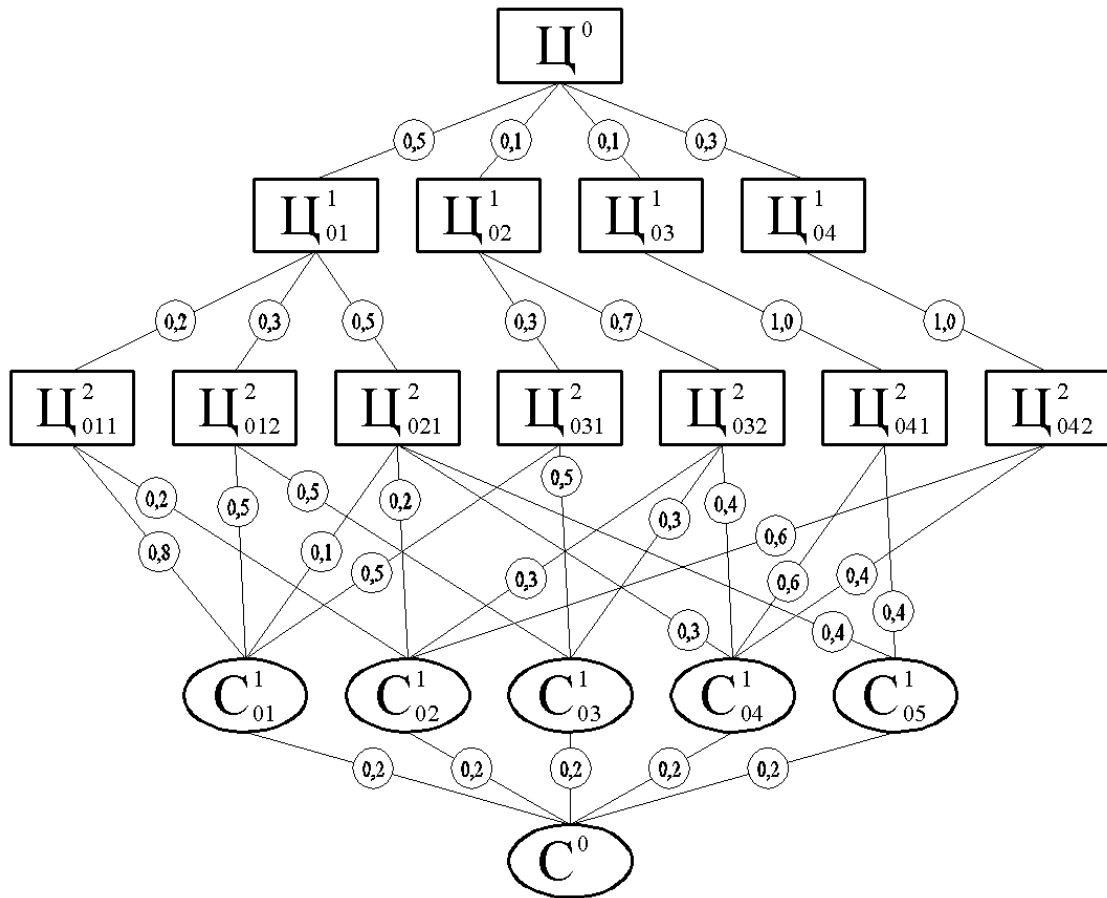 Ц⁰
0,5 0,1 0,1 0,3
Ц¹₀₁ Ц¹₀₂ Ц¹₀₃ Ц¹₀₄
0,2 0,3 0,5 0,3 0,7 1,0 1,0
Ц²₀₁₁ Ц²₀₁₂ Ц²₀₂₁ Ц²₀₃₁ Ц²₀₃₂ Ц²₀₄₁ Ц²₀₄₂
0,2 0,5 0,5 0,2 0,5 0,4
0,8 0,1 0,5 0,3 0,3 0,6 0,6 0,4
0,3 0,4 0,4
С¹₀₁ С¹₀₂ С¹₀₃ С¹₀₄ С¹₀₅
0,2 0,2 0,2 0,2 0,2
С⁰